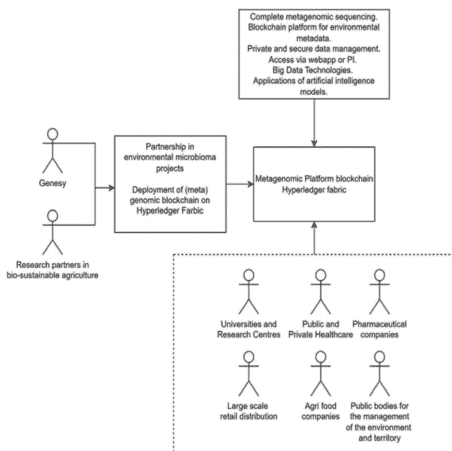 Complete metagenomic sequencing.
Blockchain platform for environmental
metadata.
Private and secure data management.
Access via webapp or PI.
Big Data Technologies.
Applications of artificial intelligence
models.
Partnership in
environmental microbioma
projects
Deployment of (meta)
genomic blockchain on
Hyperledger Farbic
Metagenomic Platform blockchain
Hyperledger fabric
Genesy
Research partners in
bio-sustainable agriculture
Universities and
Research Centres
Public and
Private Healthcare
Pharmaceutical
companies
Large scale
retail distribution
Agri food
companies
Public bodies for
the management
of the environment
and territory